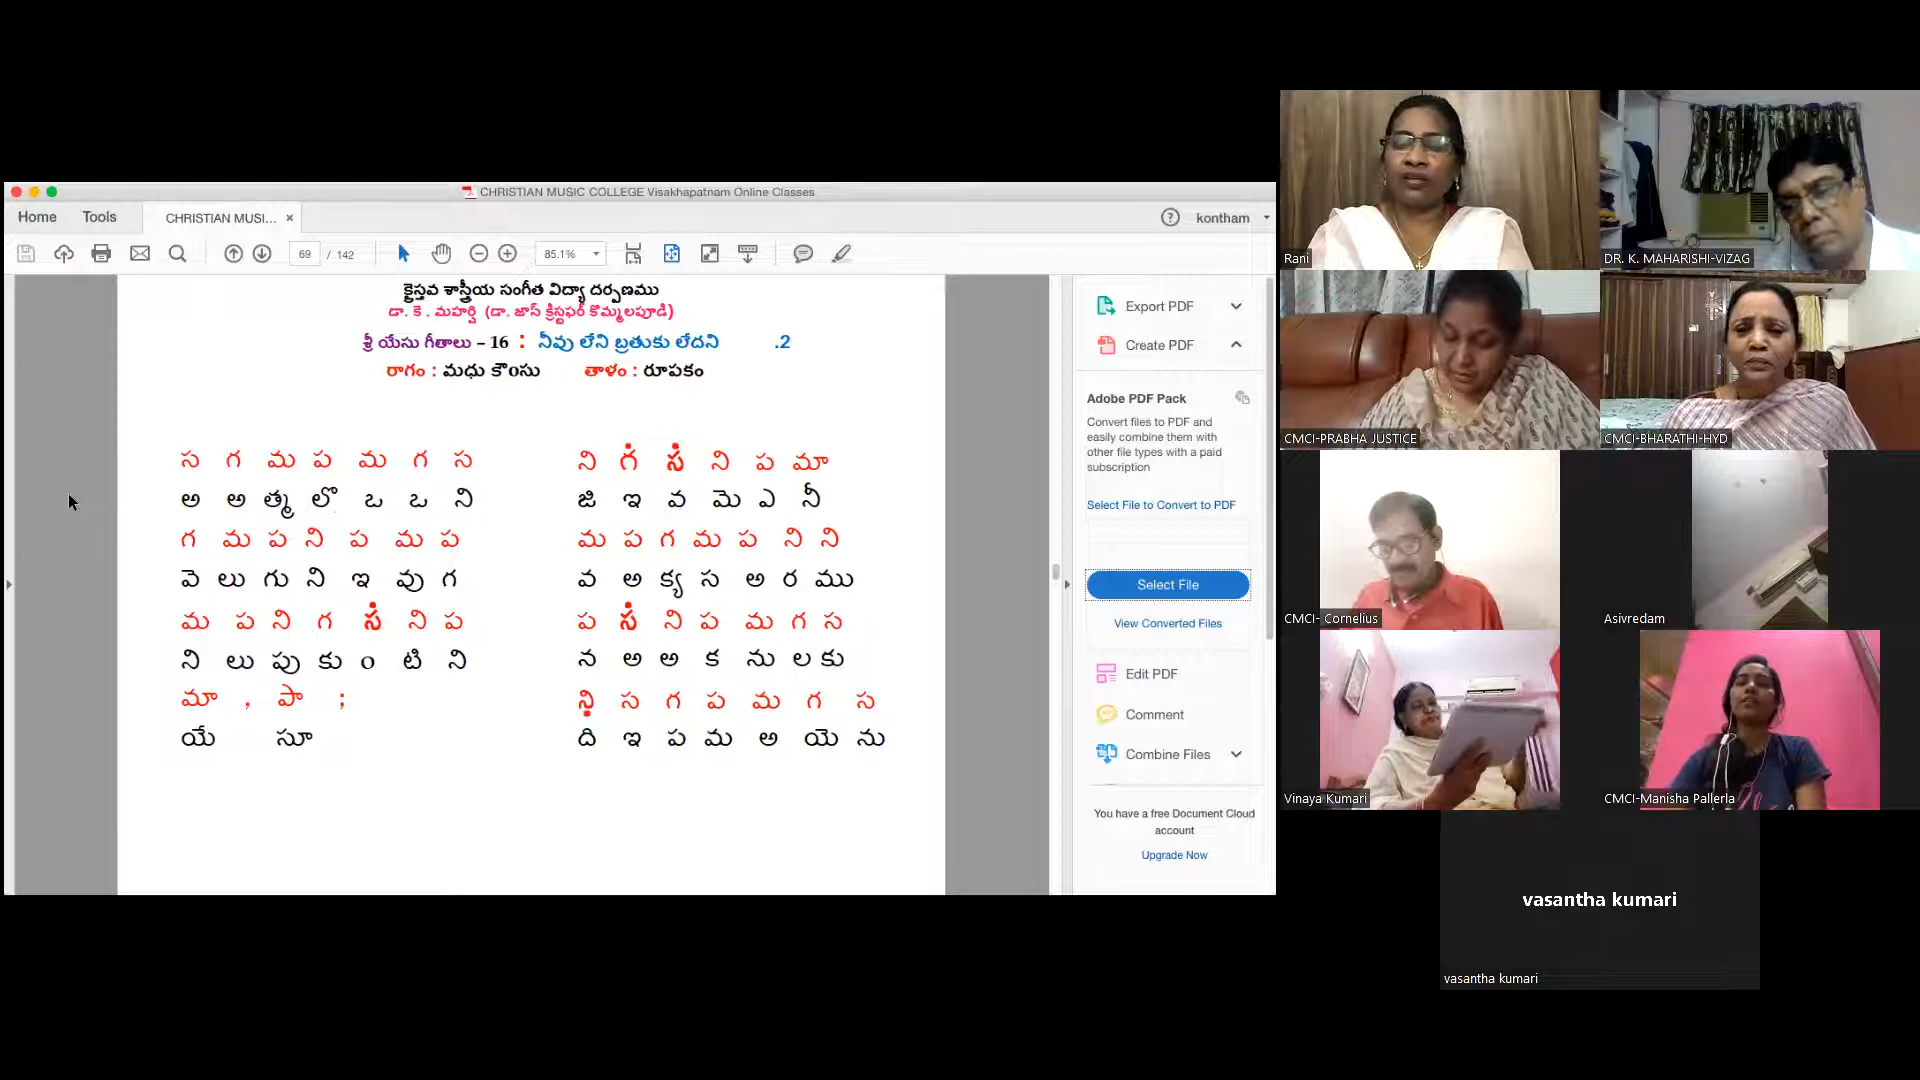 CHRISTIAN MUSIC COLLEGE Visakhapatnam Online Classes
Home Tools CHRISTIAN MUSI... × kontham
69 / 142 85.1%
క్రైస్తవ శాస్త్రీయ సంగీత విద్యా దర్పణము
డా. కె . మహర్షి (డా. జాస్ క్రిస్టఫర్ కొమ్మలపూడి)
శ్రీ యేసు గీతాలు – 16 : నీవు లేని బ్రతుకు లేదని .2
రాగం : మధు కౌంసు తాళం : రూపకం
స గ మ ప మ గ స
అ అ త్మ లొ ఒ ఒ ని
గ మ ప ని ప మ ప
వె లు గు ని ఇ వు గ
మ ప ని గ స ని ప
ని లు పు కు ం టి ని
మా , పా ;
యే సూ
ని గ స ని ప మా
జి ఇ వ మె ఎ నీ
మ ప గ మ ప ని ని
వ అ క్య స అ ర ము
ప స ని ప మ గ స
న అ అ క ను ల కు
ని స గ ప మ గ స
ది ఇ ప మ అ యె ను
Export PDF
Create PDF
Adobe PDF Pack
Convert files to PDF and
easily combine them with
other file types with a paid
subscription
Select File to Convert to PDF
Select File
View Converted Files
Edit PDF
Comment
Combine Files
You have a free Document Cloud
account
Upgrade Now
Rani
DR. K. MAHARISHI-VIZAG
CMCI-PRABHA JUSTICE
CMCI-BHARATHI-HYD
CMCI- Cornelius
Asivredam
Vinaya Kumari
CMCI-Manisha Pallerla
vasantha kumari
vasantha kumari